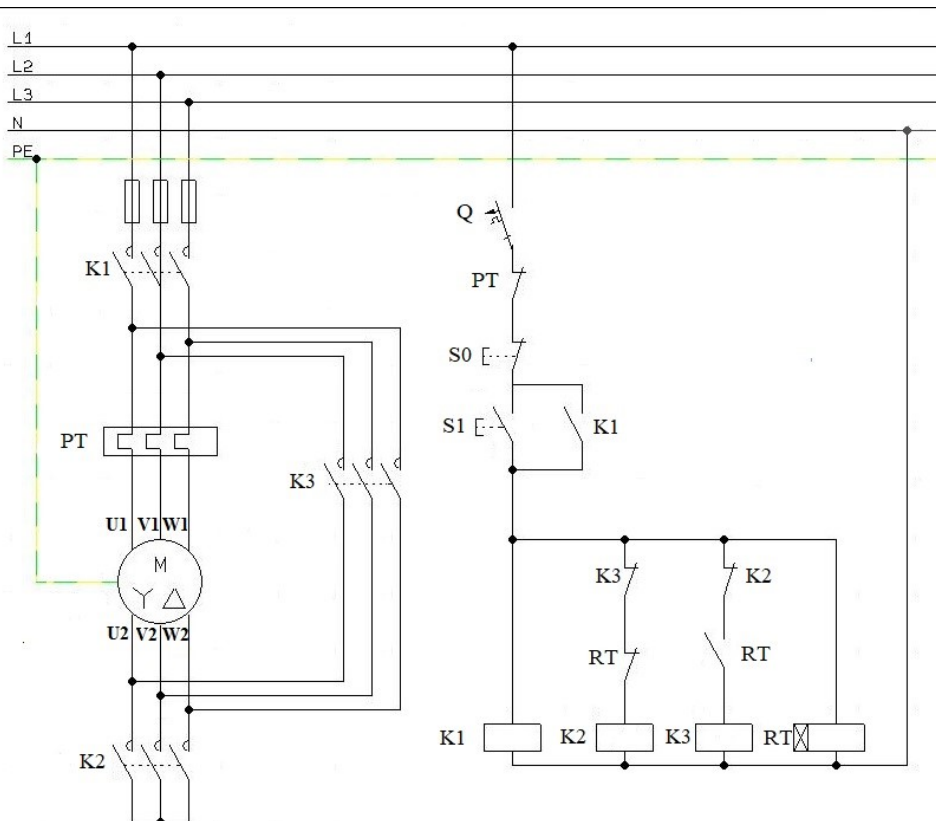 L1
L2
L3
N
PE
Q
K1
PT
S0
S1 K1
PT
K3
U1 V1 W1
M
K3 K2
U2 V2 W2
RT RT
K1 K2 K3 RT
K2